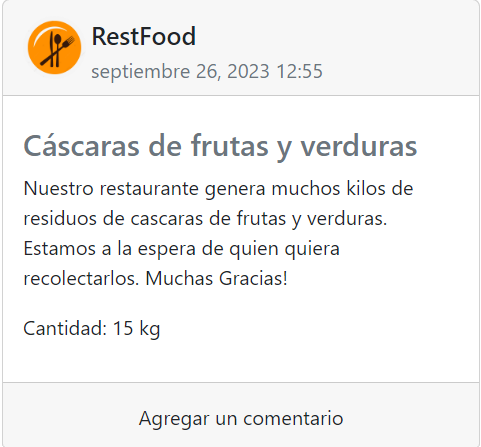 RestFood
septiembre 26, 2023 12:55
Cáscaras de frutas y verduras
Nuestro restaurante genera muchos kilos de
residuos de cascaras de frutas y verduras.
Estamos a la espera de quien quiera
recolectarlos. Muchas Gracias!
Cantidad: 15 kg
Agregar un comentario